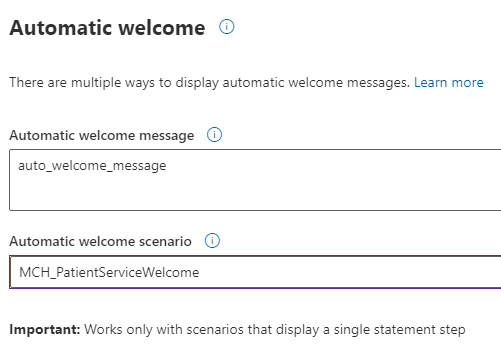 Automatic welcome
There are multiple ways to display automatic welcome messages. Learn more
Automatic welcome message
auto_welcome_message
Automatic welcome scenario
MCH_PatientServiceWelcome
Important: Works only with scenarios that display a single statement step